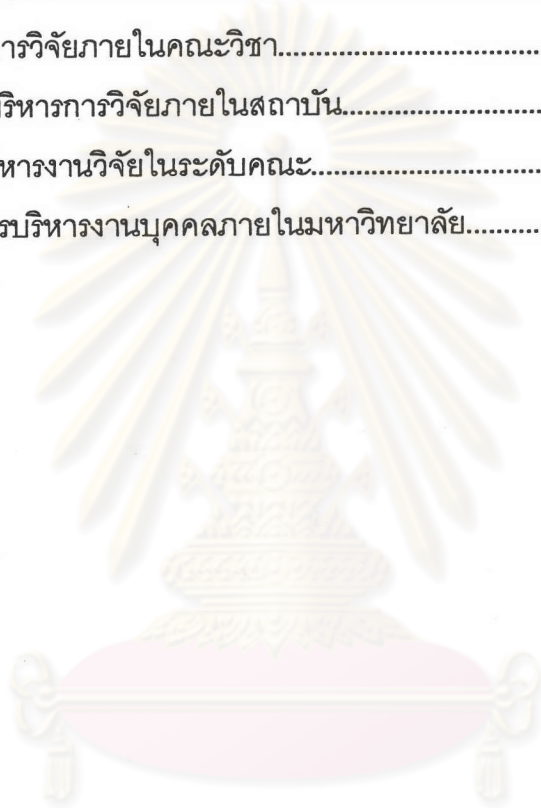 ารวิจัยภายในคณะวิชา......................................
ริหารการวิจัยภายในสถาบัน..............................
หารงานวิจัยในระดับคณะ..................................
รบริหารงานบุคคลภายในมหาวิทยาลัย...........